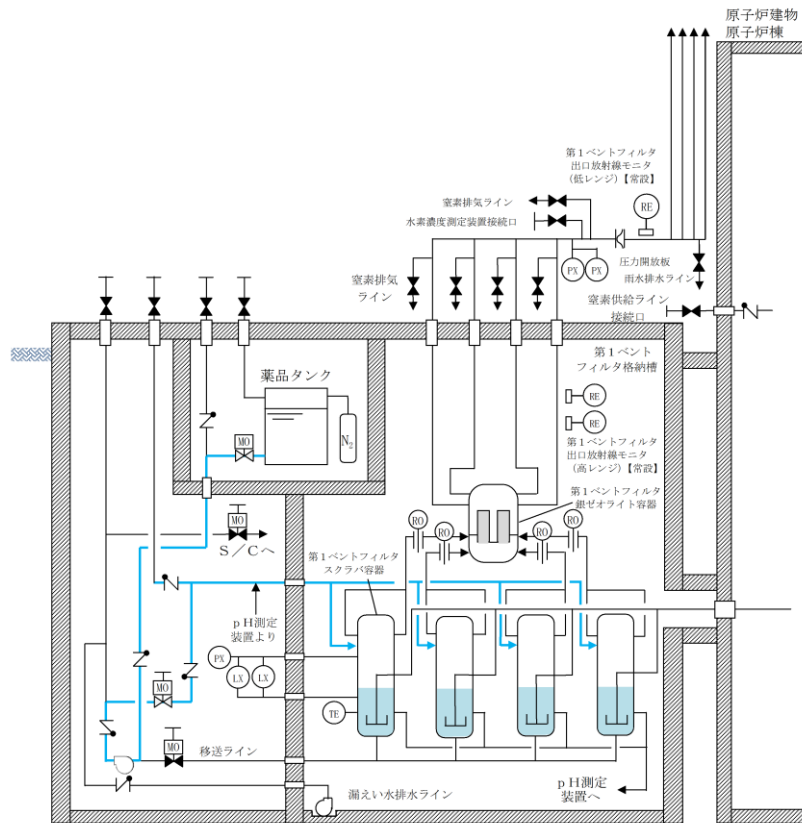 原子炉建物
原子炉棟
第1ベントフィルタ
出口放射線モニタ
(低レンジ)【常設】
RE
窒素排気ライン
水素濃度測定装置接続口
PX
PX
圧力開放板
雨水排水ライン
窒素排気
ライン
窒素供給ライン
接続口
第1ベント
フィルタ格納槽
薬品タンク
N2
MO
RE
RE
第1ベントフィルタ
出口放射線モニタ
(高レンジ)【常設】
第1ベントフィルタ
銀ゼオライト容器
MO
S/Cへ
RO
RO
RO
RO
第1ベントフィルタ
スクラバ容器
pH測定
装置より
PX
LX
LX
MO
TE
MO
移送ライン
pH測定
装置へ
漏えい水排水ライン